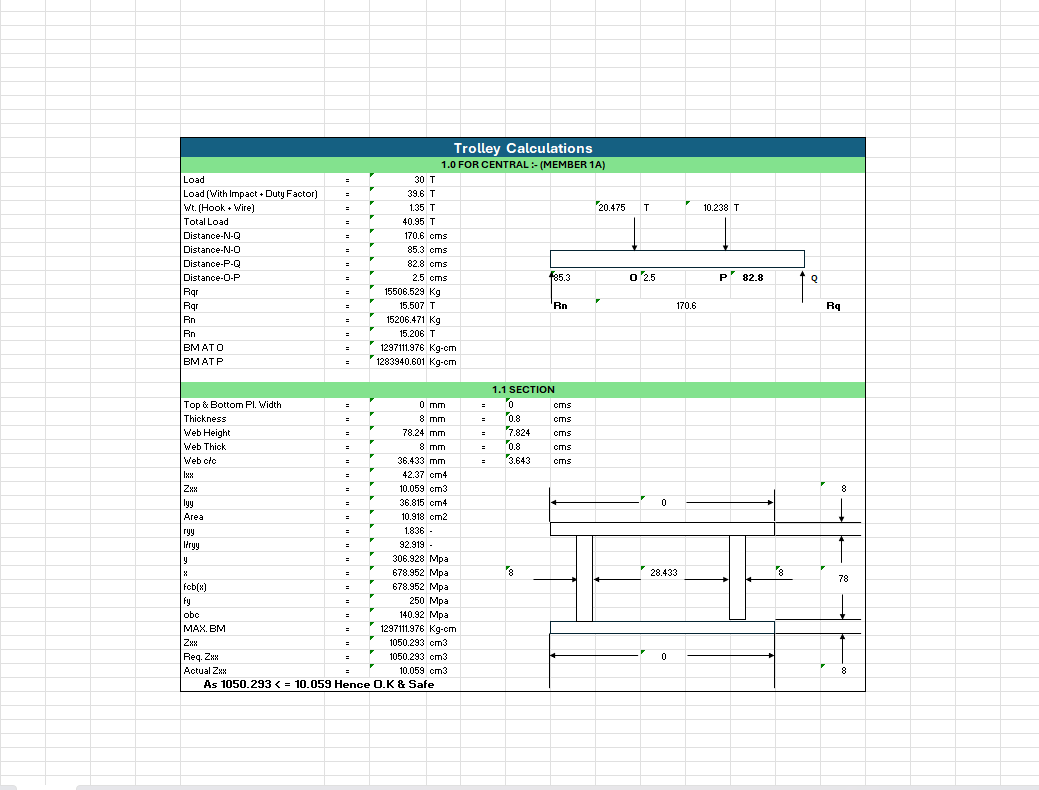 Trolley Calculations
1.0 FOR CENTRAL :- (MEMBER 1A)
Load = 30 T
Load (With Impact + Duty Factor) = 39.6 T
Wt. (Hook + Wire) = 1.35 T 20.475 T 10.238 T
Total Load = 40.95 T
Distance-N-Q = 170.6 cms
Distance-N-O = 85.3 cms
Distance-P-Q = 82.8 cms
Distance-O-P = 2.5 cms 85.3 O 2.5 P 82.8 Q
Rqr = 15506.529 Kg
Rqr = 15.507 T Rn 170.6 Rq
Rn = 15206.471 Kg
Rn = 15.206 T
BM AT O = 1297111.976 Kg-cm
BM AT P = 1283940.601 Kg-cm
1.1 SECTION
Top & Bottom Pl. Width = 0 mm = 0 cms
Thickness = 8 mm = 0.8 cms
Web Height = 78.24 mm = 7.824 cms
Web Thick = 8 mm = 0.8 cms
Web c/c = 36.433 mm = 3.643 cms
Ixx = 42.37 cm4
Zxx = 10.059 cm3 8
Iyy = 36.815 cm4 0
Area = 10.918 cm2
ryy = 1.836 -
l/ryy = 92.919 -
y = 306.928 Mpa
x = 678.952 Mpa 8 28.433 8 78
fcb(x) = 678.952 Mpa
fy = 250 Mpa
obc = 140.92 Mpa
MAX. BM = 1297111.976 Kg-cm
Zxx = 1050.293 cm3
Req. Zxx = 1050.293 cm3 0
Actual Zxx = 10.059 cm3 8
As 1050.293 < = 10.059 Hence O.K & Safe